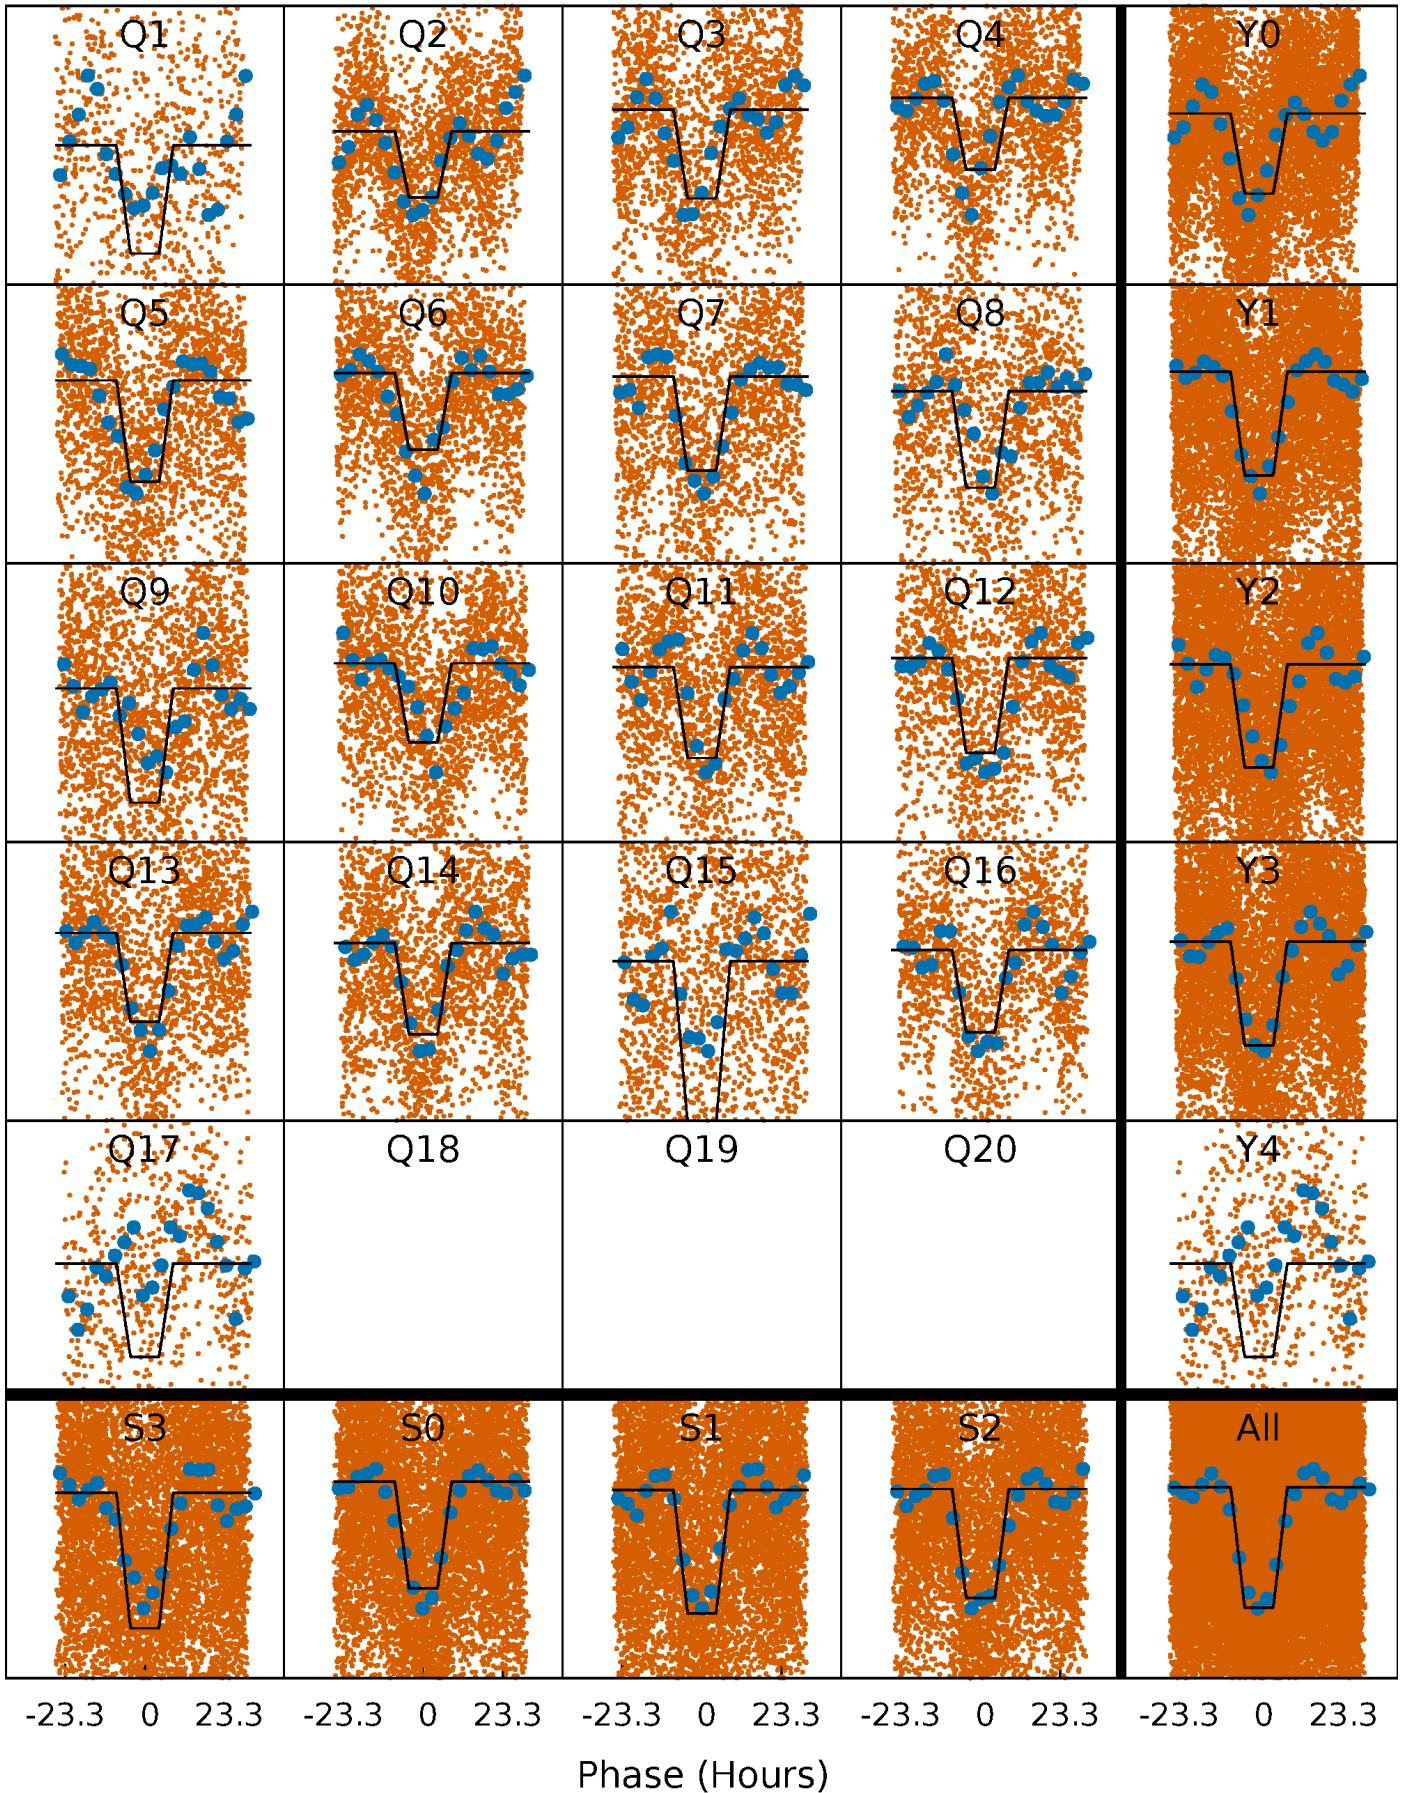 Q1 Q2 Q3 Q4 Y0
Q5 Q6 Q7 Q8 Y1
Q9 Q10 Q11 Q12 Y2
Q13 Q14 Q15 Q16 Y3
Q17 Q18 Q19 Q20 Y4
S3 S0 S1 S2 All
-23.3 0 23.3 -23.3 0 23.3 -23.3 0 23.3 -23.3 0 23.3 -23.3 0 23.3
Phase (Hours)